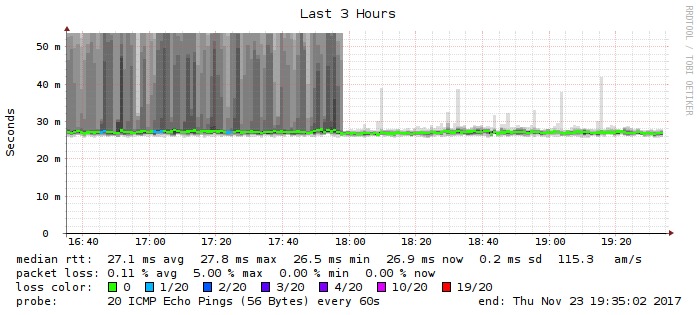 Last 3 Hours
RRDTOOL / TOBI OETIKER
Seconds
50 m
40 m
30 m
20 m
10 m
0
16:40 17:00 17:20 17:40 18:00 18:20 18:40 19:00 19:20
median rtt: 27.1 ms avg 27.8 ms max 26.5 ms min 26.9 ms now 0.2 ms sd 115.3 am/s
packet loss: 0.11 % avg 5.00 % max 0.00 % min 0.00 % now
loss color: 0 1/20 2/20 3/20 4/20 10/20 19/20
probe: 20 ICMP Echo Pings (56 Bytes) every 60s end: Thu Nov 23 19:35:02 2017